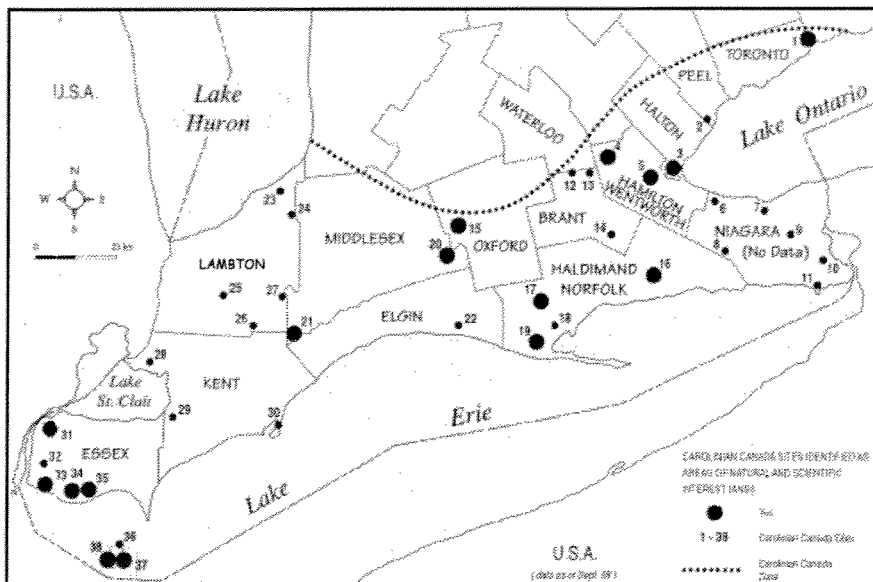 1
TORONTO
PEEL
U.S.A.
Lake
Huron
HALTON
2
Lake Ontario
WATERLOO
4
3
5
N
W E
S
12 13
HAMILTON
WENTWORTH
6
7
23
24
MIDDLESEX
15
BRANT
14
NIAGARA
(No Data)
9
20
OXFORD
8
10
LAMBTON
HALDIMAND
NORFOLK
16
11
25
27
17
26
21
ELGIN
22
18
19
28
KENT
Lake
St. Clair
29
30
Erie
31
ESSEX
32
33 34 35
Lake
CAROLINIAN CANADA SITES IDENTIFIED AS
AREAS OF NATURAL AND SCIENTIFIC
INTEREST (ANSI)
36
38 37
U.S.A.
1 - 38 Carolinian Canada Sites
Carolinian Canada
Zone